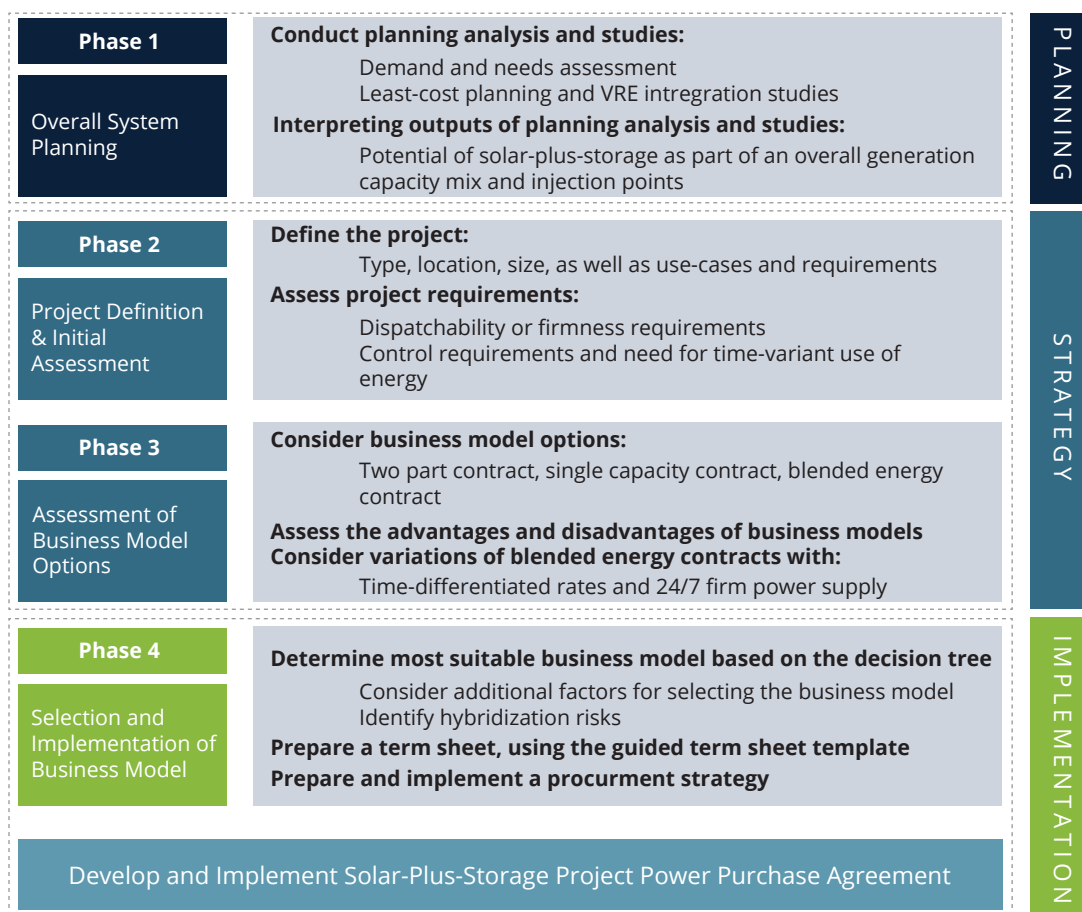 Phase 1
Overall System
Planning
Conduct planning analysis and studies:
Demand and needs assessment
Least-cost planning and VRE intregration studies
Interpreting outputs of planning analysis and studies:
Potential of solar-plus-storage as part of an overall generation
capacity mix and injection points
PLANNING
Phase 2
Project Definition
& Initial
Assessment
Define the project:
Type, location, size, as well as use-cases and requirements
Assess project requirements:
Dispatchability or firmness requirements
Control requirements and need for time-variant use of
energy
STRATEGY
Phase 3
Assessment of
Business Model
Options
Consider business model options:
Two part contract, single capacity contract, blended energy
contract
Assess the advantages and disadvantages of business models
Consider variations of blended energy contracts with:
Time-differentiated rates and 24/7 firm power supply
Phase 4
Selection and
Implementation of
Business Model
Determine most suitable business model based on the decision tree
Consider additional factors for selecting the business model
Identify hybridization risks
Prepare a term sheet, using the guided term sheet template
Prepare and implement a procurment strategy
IMPLEMENTATION
Develop and Implement Solar-Plus-Storage Project Power Purchase Agreement